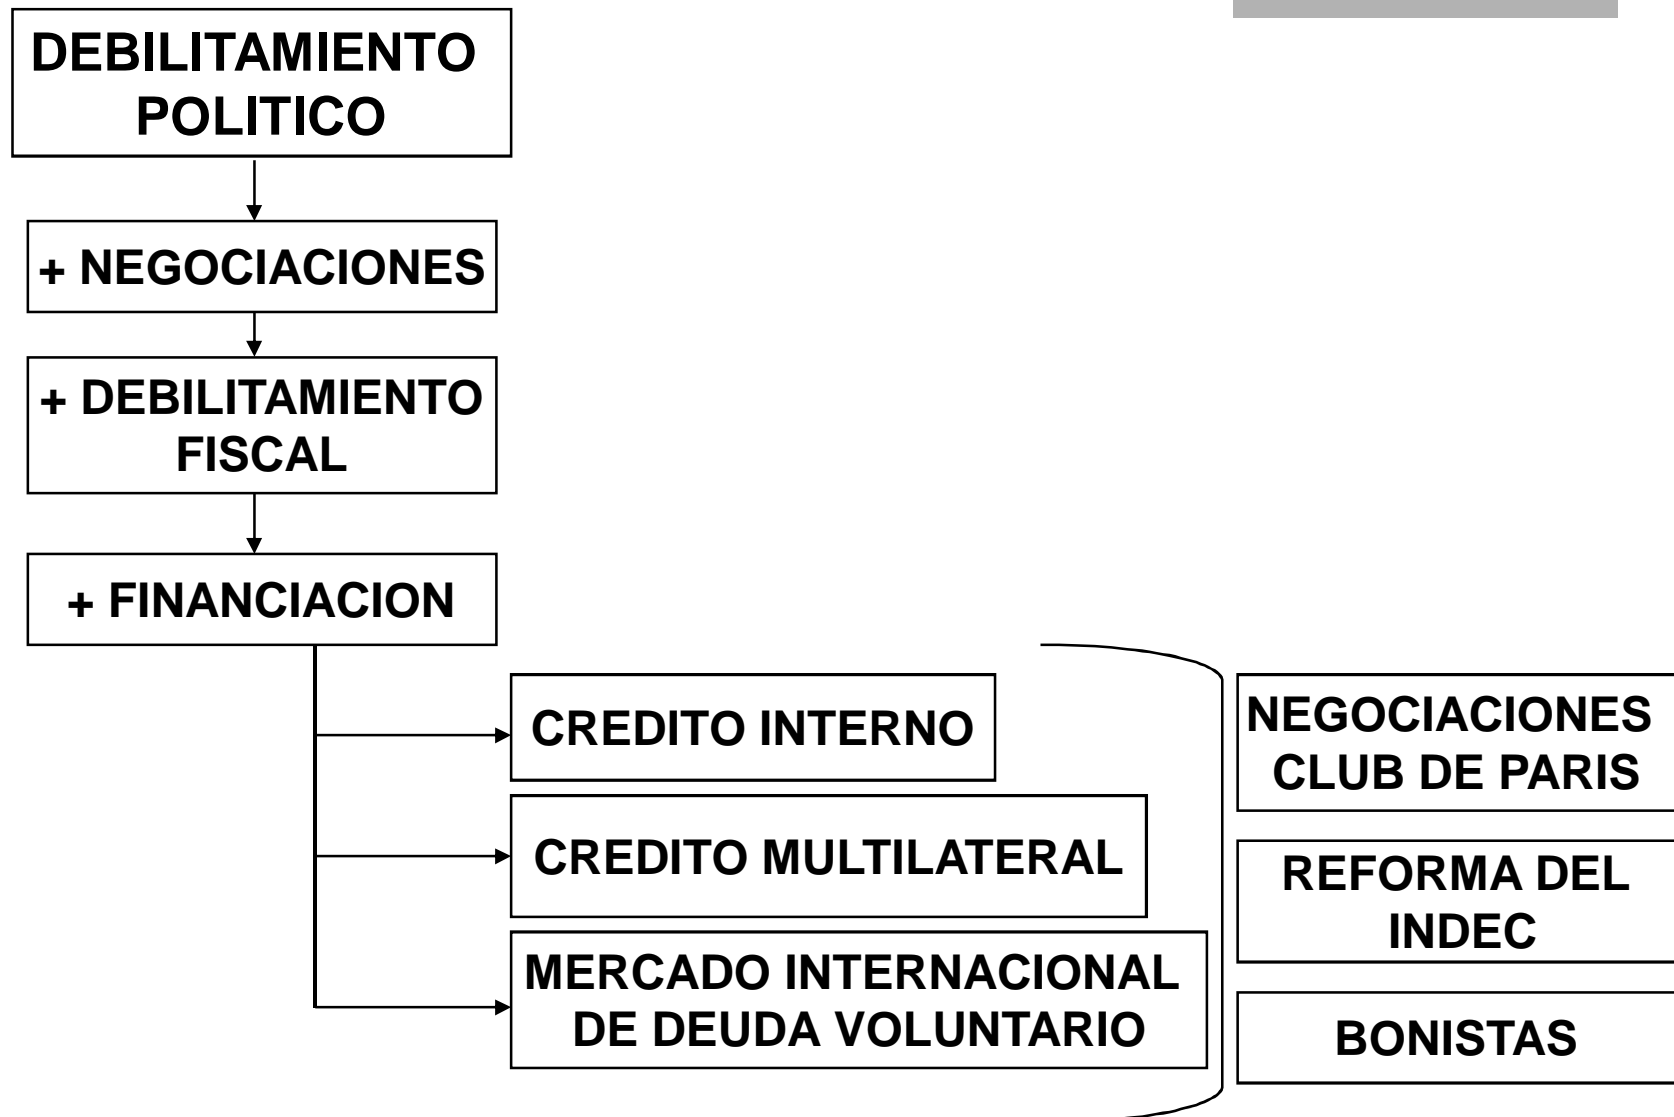 DEBILITAMIENTO
POLITICO
+ NEGOCIACIONES
+ DEBILITAMIENTO
FISCAL
+ FINANCIACION
CREDITO INTERNO
CREDITO MULTILATERAL
MERCADO INTERNACIONAL
DE DEUDA VOLUNTARIO
NEGOCIACIONES
CLUB DE PARIS
REFORMA DEL
INDEC
BONISTAS